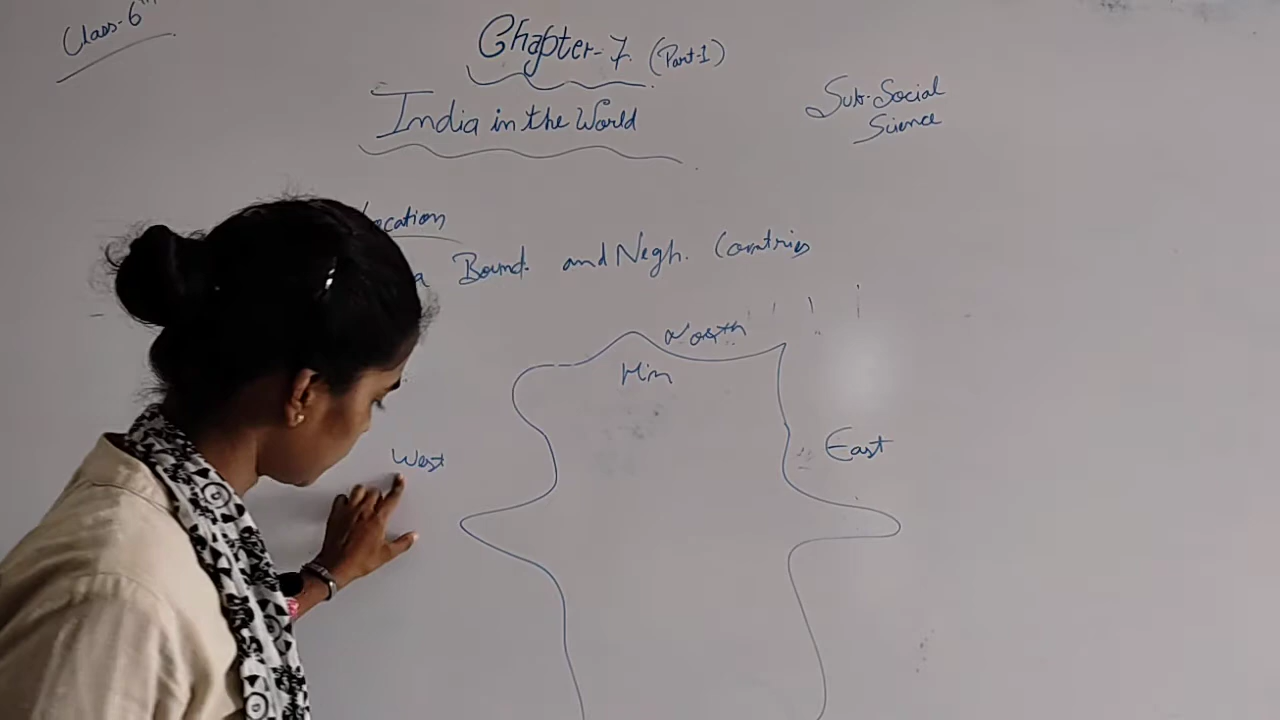 Class-6th
Chapter-7. (Part-1)
India in the World
Sub-Social
Science
Location
Bound. and Negh. Countries
North
Him
West
East